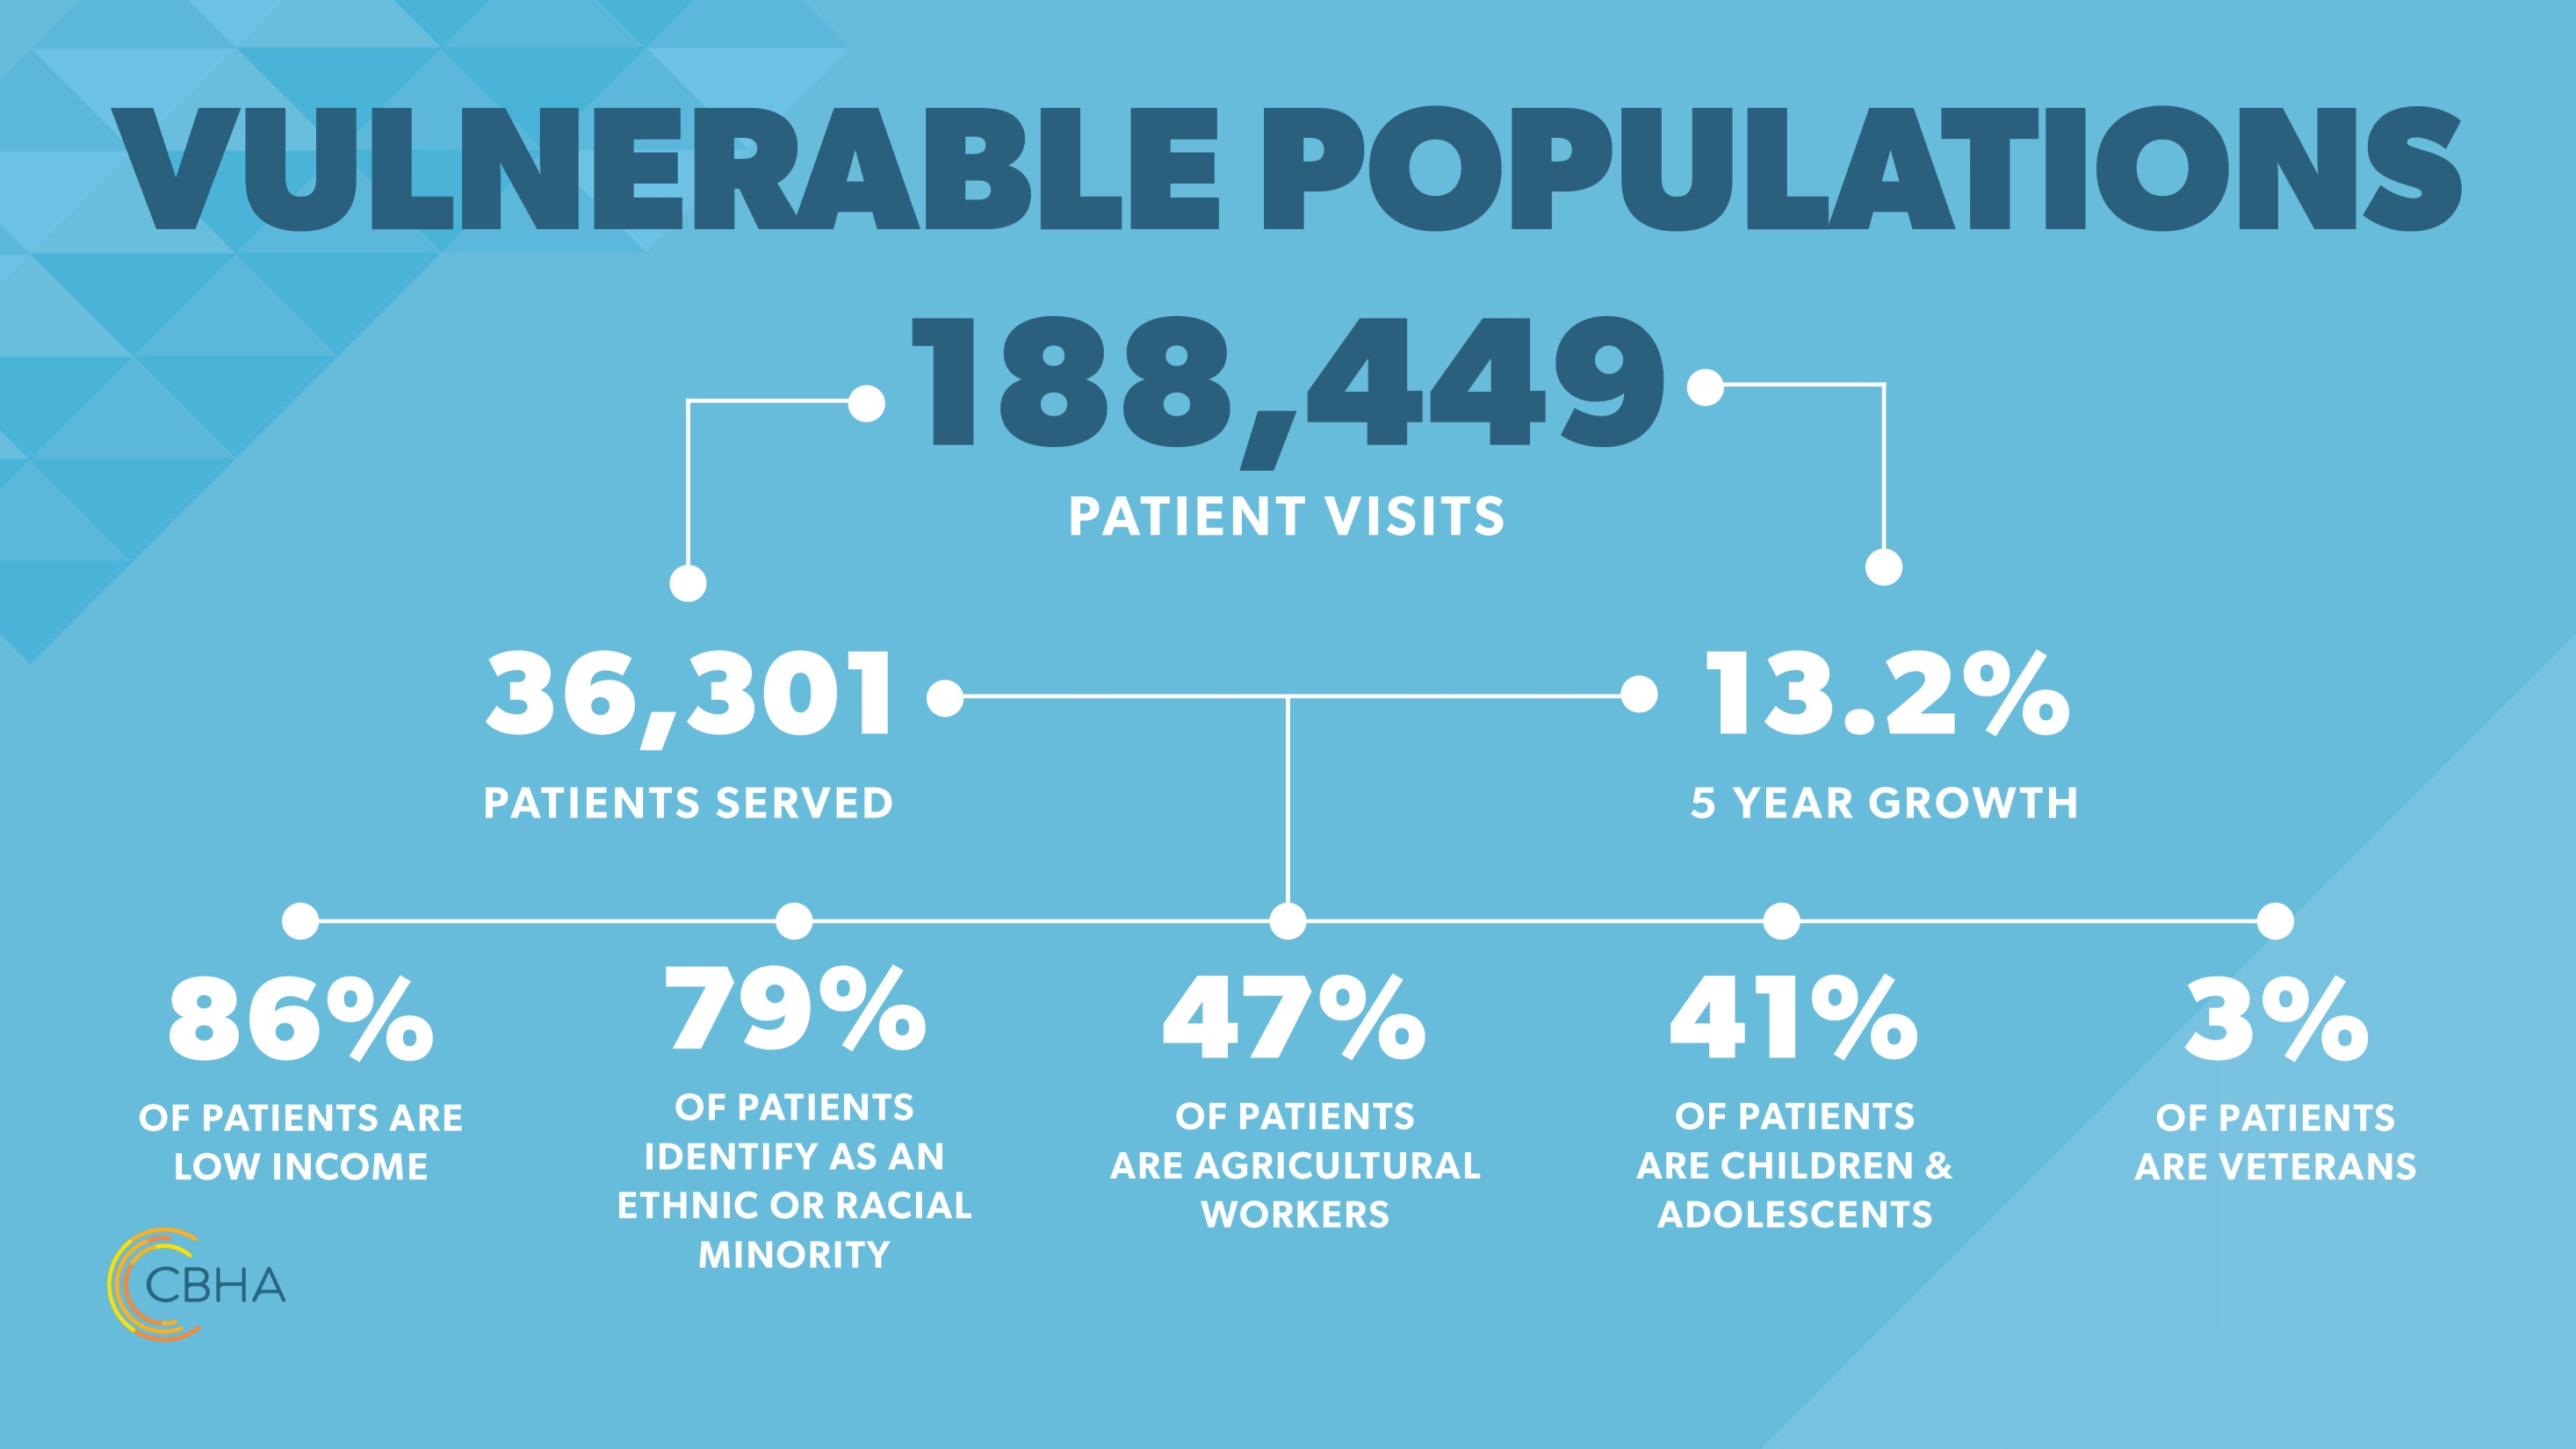 VULNERABLE POPULATIONS
188,449
PATIENT VISITS
36,301
PATIENTS SERVED
13.2%
5 YEAR GROWTH
86%
OF PATIENTS ARE
LOW INCOME
79%
OF PATIENTS
IDENTIFY AS AN
ETHNIC OR RACIAL
MINORITY
47%
OF PATIENTS
ARE AGRICULTURAL
WORKERS
41%
OF PATIENTS
ARE CHILDREN &
ADOLESCENTS
3%
OF PATIENTS
ARE VETERANS
CBHA